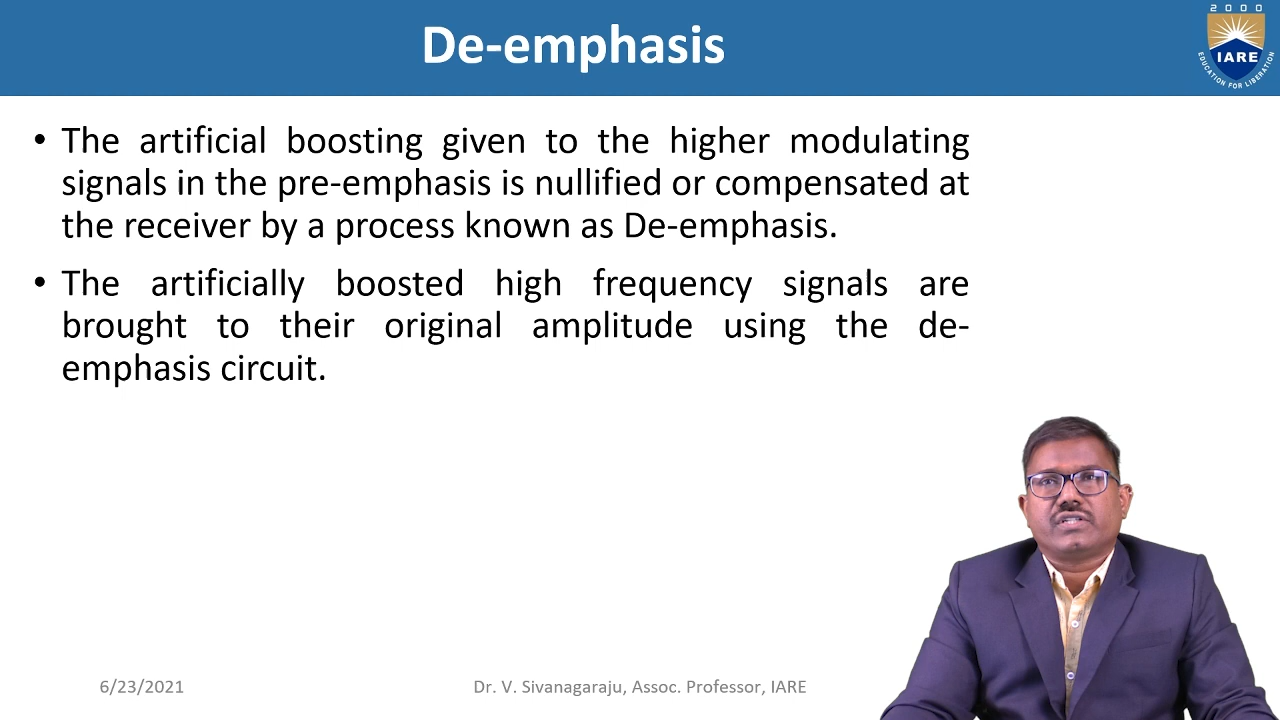 De-emphasis
2000
IARE
EDUCATION FOR LIBERATION
• The artificial boosting given to the higher modulating
signals in the pre-emphasis is nullified or compensated at
the receiver by a process known as De-emphasis.
• The artificially boosted high frequency signals are
brought to their original amplitude using the de-
emphasis circuit.
6/23/2021
Dr. V. Sivanagaraju, Assoc. Professor, IARE